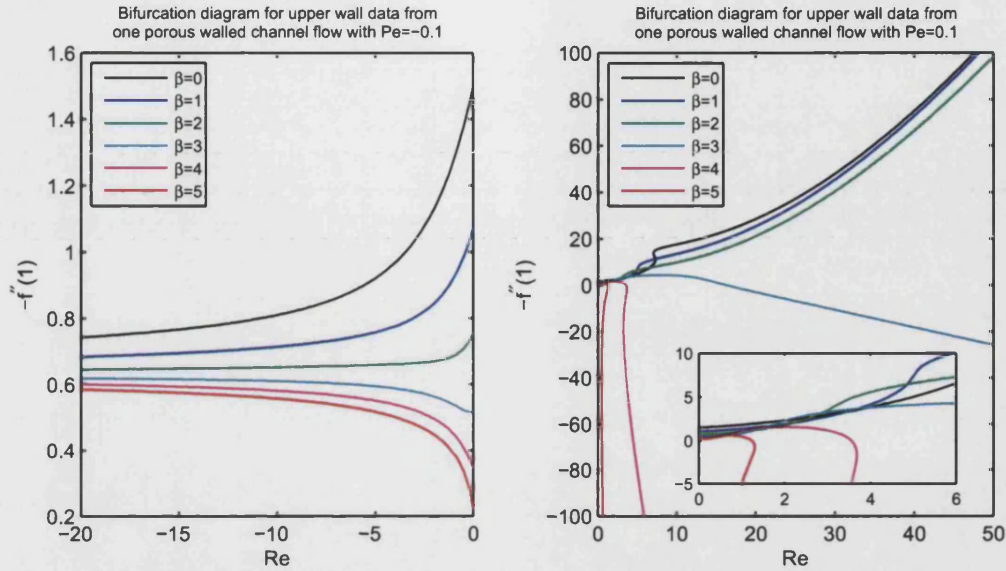 Bifurcation diagram for upper wall data from
one porous walled channel flow with Pe=−0.1
1.6
1.4
1.2
1
0.8
0.6
0.4
0.2
−f″(1)
β=0
β=1
β=2
β=3
β=4
β=5
−20
−15
−10
−5
0
Re
Bifurcation diagram for upper wall data from
one porous walled channel flow with Pe=0.1
100
80
60
40
20
0
−20
−40
−60
−80
−100
−f″(1)
β=0
β=1
β=2
β=3
β=4
β=5
10
5
0
−5
0
2
4
6
0
10
20
30
40
50
Re